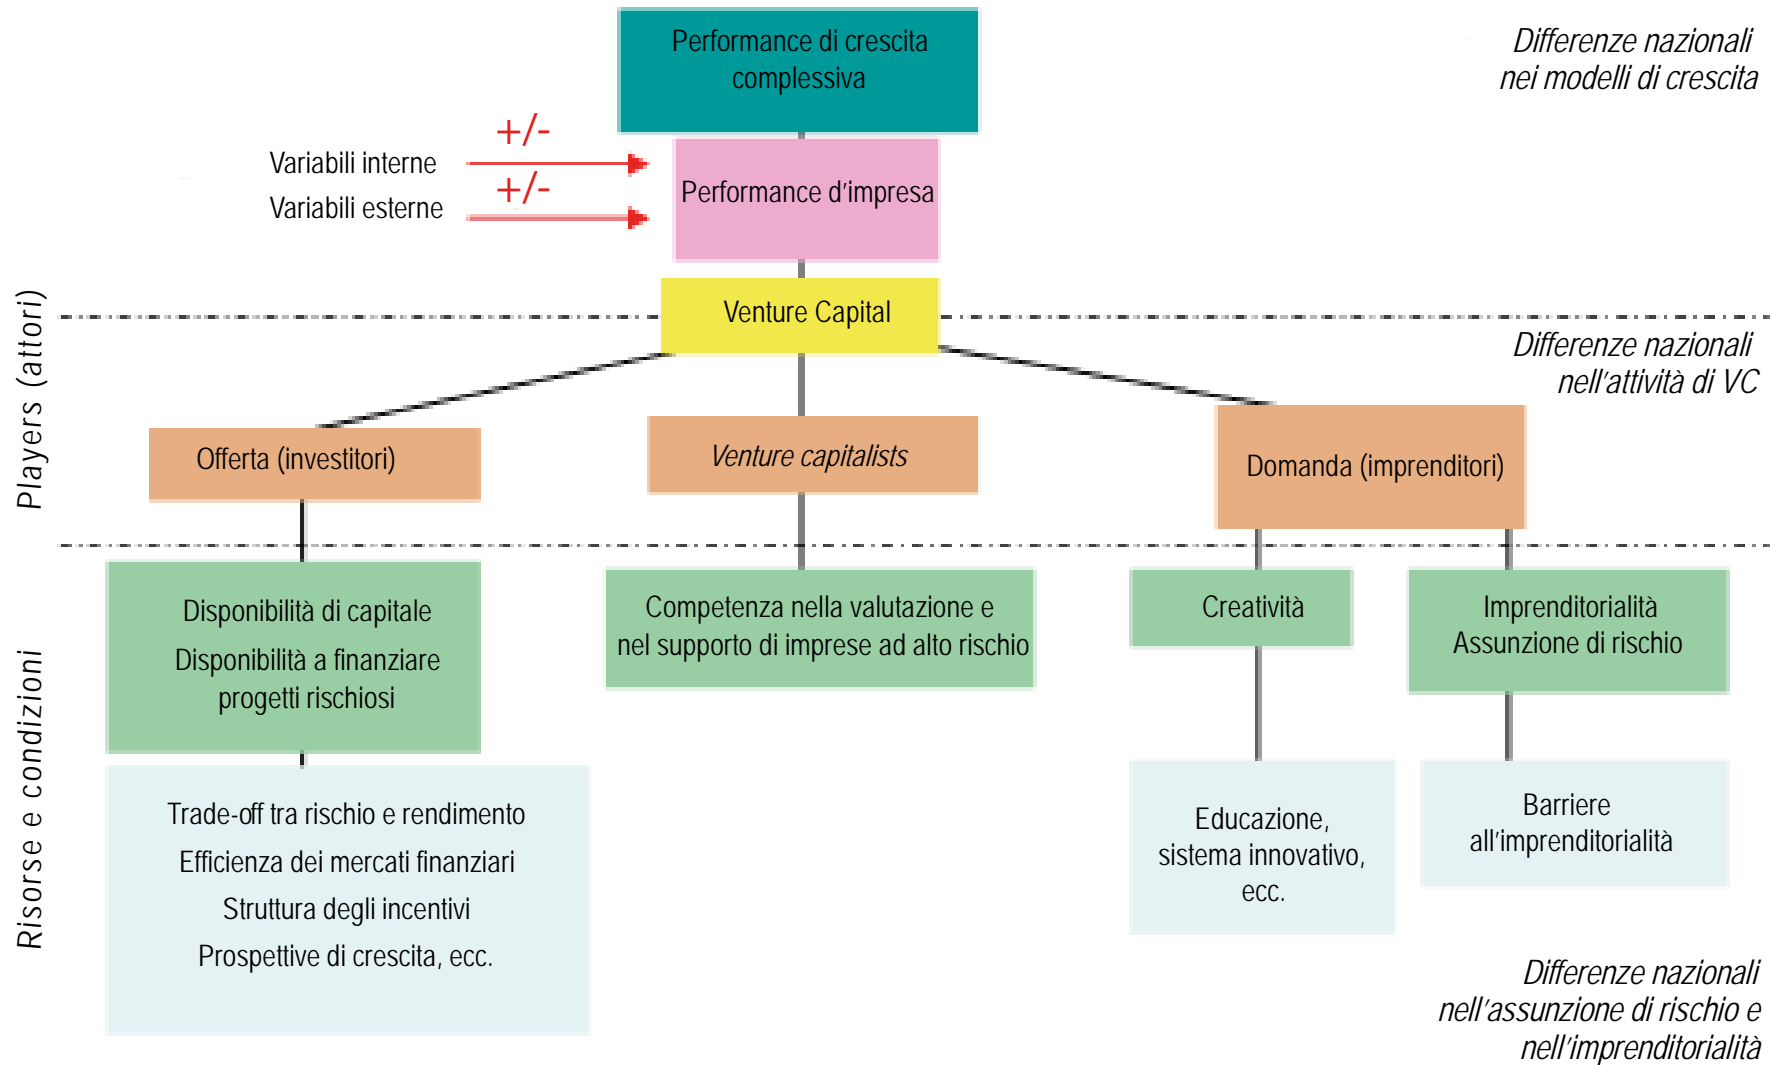 Performance di crescita
complessiva
Differenze nazionali
nei modelli di crescita
+/-
Variabili interne
+/-
Variabili esterne
Performance d'impresa
Venture Capital
Players (attori)
Differenze nazionali
nell'attività di VC
Offerta (investitori)
Venture capitalists
Domanda (imprenditori)
Risorse e condizioni
Disponibilità di capitale
Disponibilità a finanziare
progetti rischiosi
Competenza nella valutazione e
nel supporto di imprese ad alto rischio
Creatività
Imprenditorialità
Assunzione di rischio
Trade-off tra rischio e rendimento
Efficienza dei mercati finanziari
Struttura degli incentivi
Prospettive di crescita, ecc.
Educazione,
sistema innovativo,
ecc.
Barriere
all'imprenditorialità
Differenze nazionali
nell'assunzione di rischio e
nell'imprenditorialità